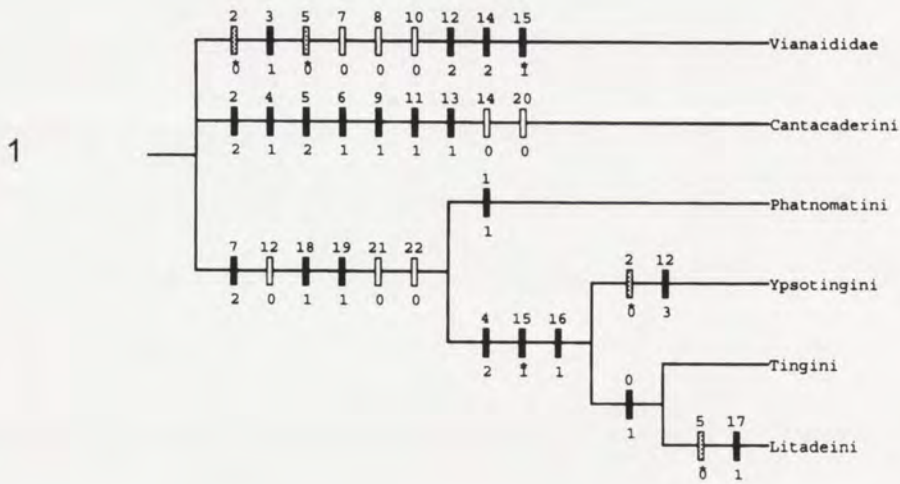 2 3 5 7 8 10 12 14 15
Vianaididae
*0 1 *0 0 0 0 2 2 *1
2 4 5 6 9 11 13 14 20
Cantacaderini
2 1 2 1 1 1 1 0 0
1
1
Phatnomatini
1
7 12 18 19 21 22
2 0 1 1 0 0
2 12
Ypsotingini
*0 3
4 15 16
2 *1 1
Tingini
0
1
5 17
Litadeini
*0 1